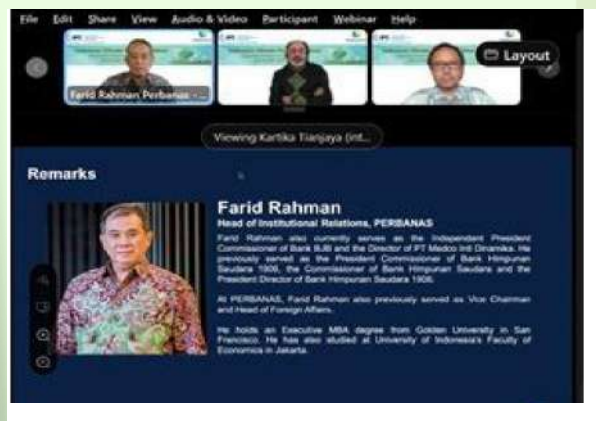 File Edit Share View Audio & Video Participant Webinar Help
Layout
Farid Rahman Perbanas - ...
Viewing Kartika Tianjaya (int...
Remarks
Farid Rahman
Head of Institutional Relations, PERBANAS
Farid Rahman also currently serves as the Independent President
Commissioner of Bank BJB and the Director of PT Medco Inti Dinamika. He
previously served as the President Commissioner of Bank Himpunan
Saudara 1906, the Commissioner of Bank Himpunan Saudara and the
President Director of Bank Himpunan Saudara 1906.
At PERBANAS, Farid Rahman also previously served as Vice Chairman
and Head of Foreign Affairs.
He holds an Executive MBA degree from Golden University in San
Francisco. He has also studied at University of Indonesia's Faculty of
Economics in Jakarta.